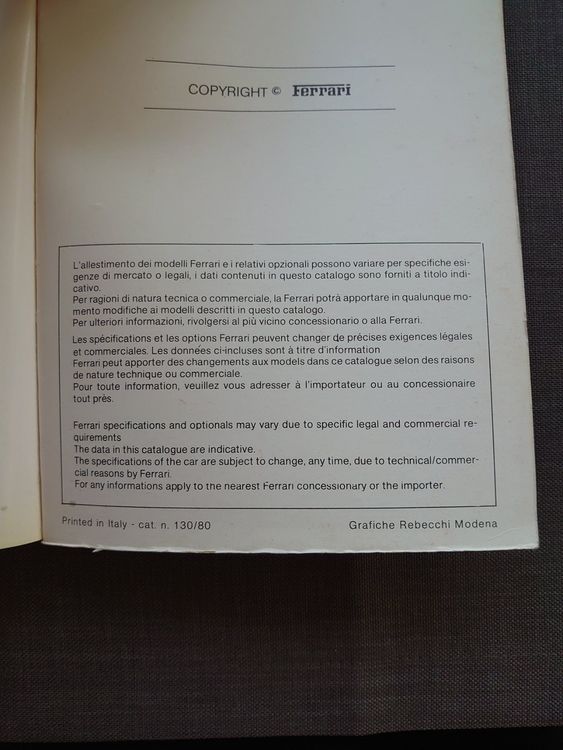 COPYRIGHT © Ferrari
L'allestimento dei modelli Ferrari e i relativi opzionali possono variare per specifiche esi-
genze di mercato o legali, i dati contenuti in questo catalogo sono forniti a titolo indi-
cativo.
Per ragioni di natura tecnica o commerciale, la Ferrari potrà apportare in qualunque mo-
mento modifiche ai modelli descritti in questo catalogo.
Per ulteriori informazioni, rivolgersi al più vicino concessionario o alla Ferrari.
Les spécifications et les options Ferrari peuvent changer de précises exigences légales
et commerciales. Les données ci-incluses sont à titre d'information
Ferrari peut apporter des changements aux models dans ce catalogue selon des raisons
de nature technique ou commerciale.
Pour toute information, veuillez vous adresser à l'importateur ou au concessionaire
tout près.
Ferrari specifications and optionals may vary due to specific legal and commercial re-
quirements
The data in this catalogue are indicative.
The specifications of the car are subject to change, any time, due to technical/commer-
cial reasons by Ferrari.
For any informations apply to the nearest Ferrari concessionary or the importer.
Printed in Italy - cat. n. 130/80 Grafiche Rebecchi Modena